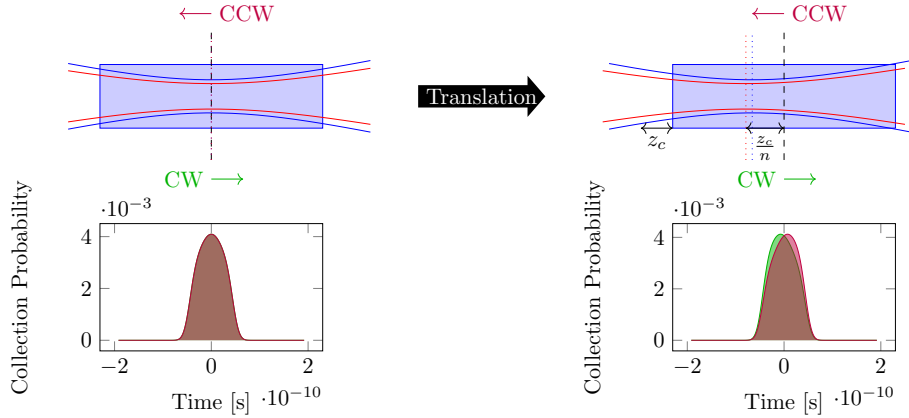 CCW
CCW
Translation
z_c
z_c/n
CW
CW
Collection Probability
·10^−3
4
2
0
−2
0
2
Time [s]
·10^−10
Collection Probability
·10^−3
4
2
0
−2
0
2
Time [s]
·10^−10